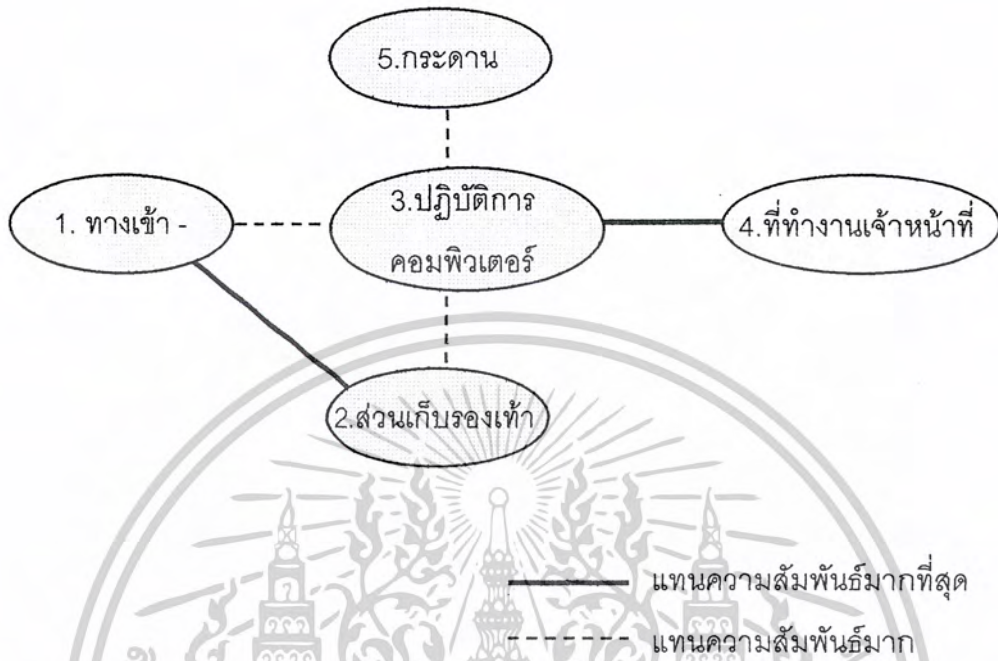 5.กระดาน
1. ทางเข้า -
3.ปฏิบัติการ
คอมพิวเตอร์
4.ที่ทำงานเจ้าหน้าที่
2.ส่วนเก็บรองเท้า
แทนความสัมพันธ์มากที่สุด
แทนความสัมพันธ์มาก